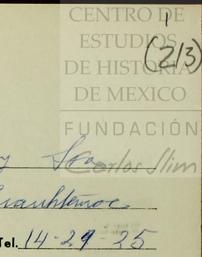 CENTRO DE
ESTUDIOS
DE HISTORIA
DE MEXICO
FUNDACIÓN
Carlos Slim
1
(2/3)
Cuauhtémoc
Tel. 14-29-25